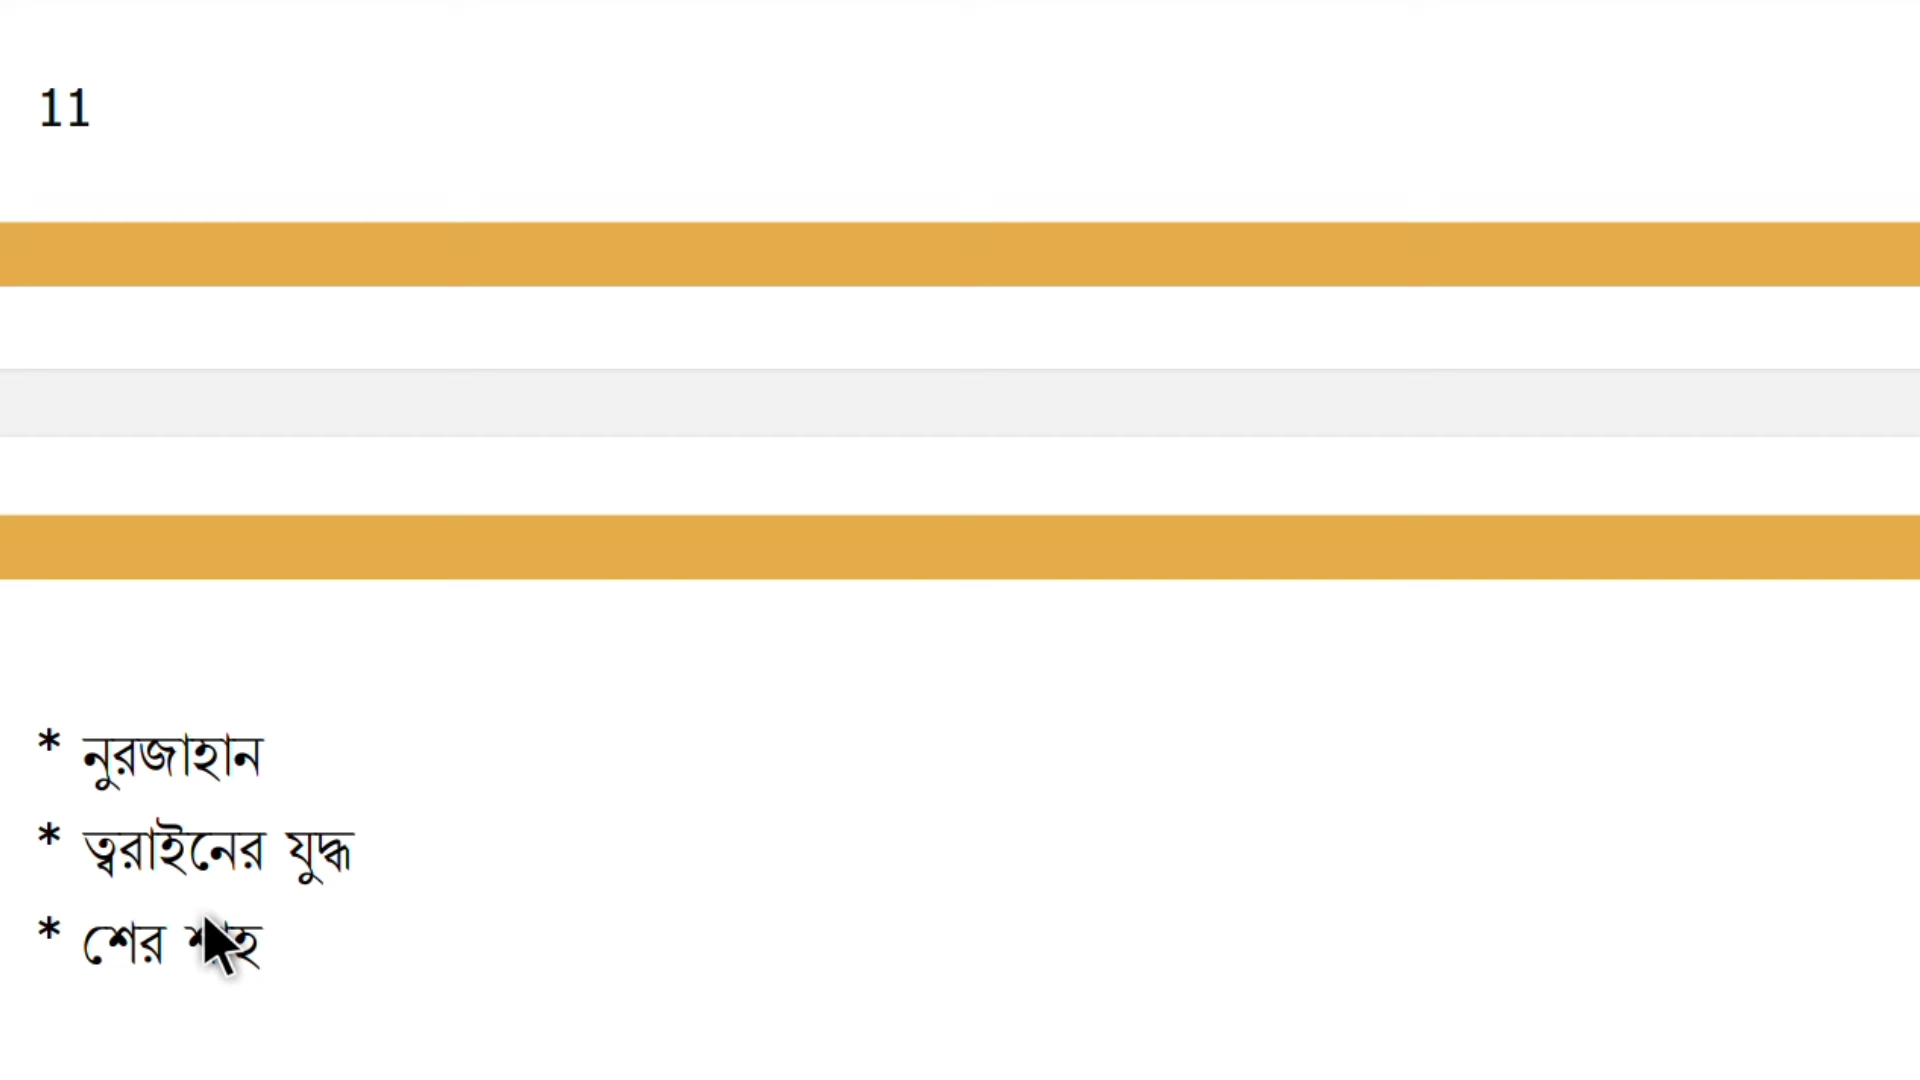 11
* নুরজাহান
* ত্বরাইনের যুদ্ধ
* শের